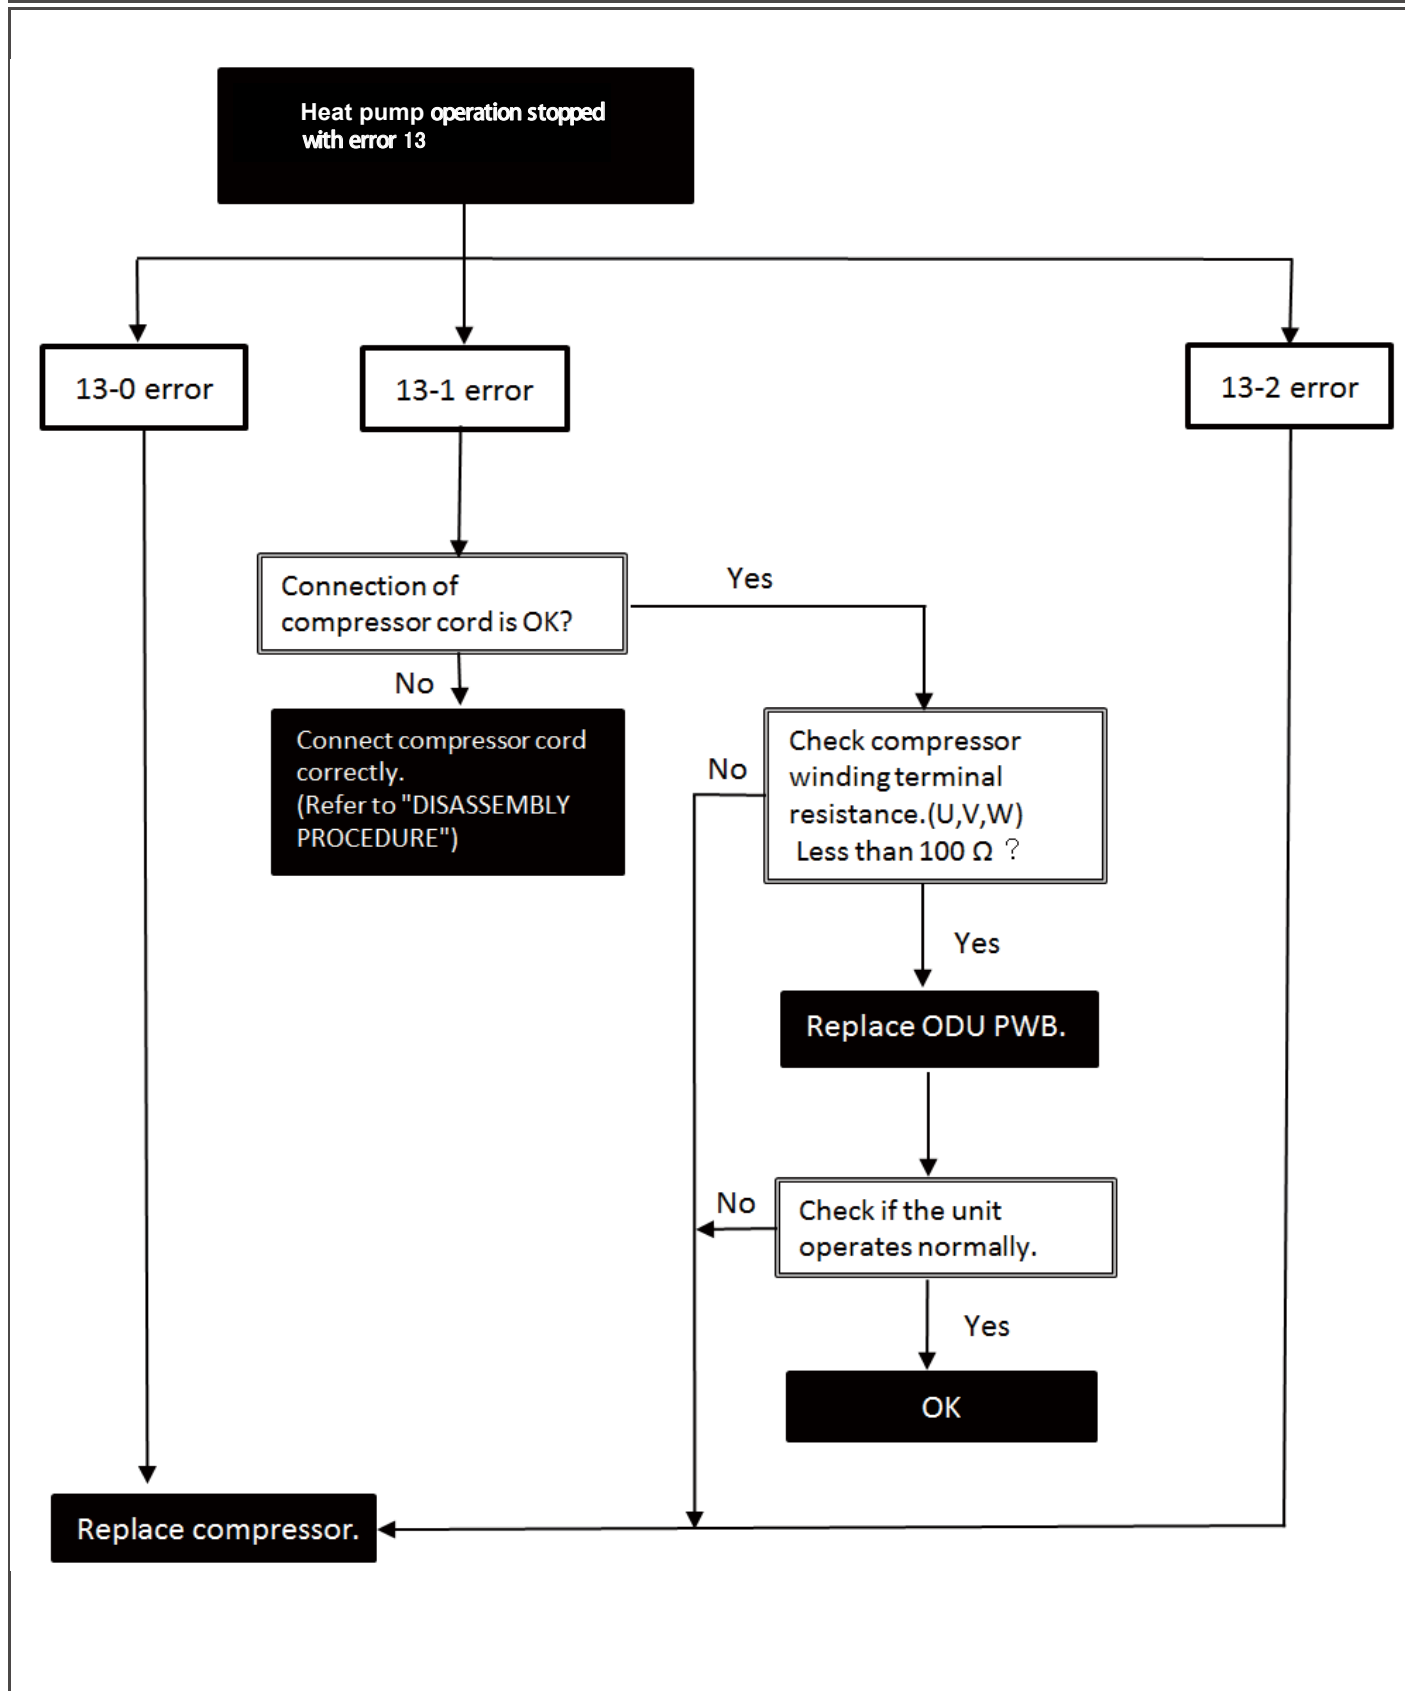 Heat pump operation stopped
with error 13
13-0 error
13-1 error
13-2 error
Connection of
compressor cord is OK?
Yes
No
Connect compressor cord
correctly.
(Refer to "DISASSEMBLY
PROCEDURE")
Check compressor
winding terminal
resistance.(U,V,W)
Less than 100 Ω ?
No
Yes
Replace ODU PWB.
Check if the unit
operates normally.
No
Yes
OK
Replace compressor.